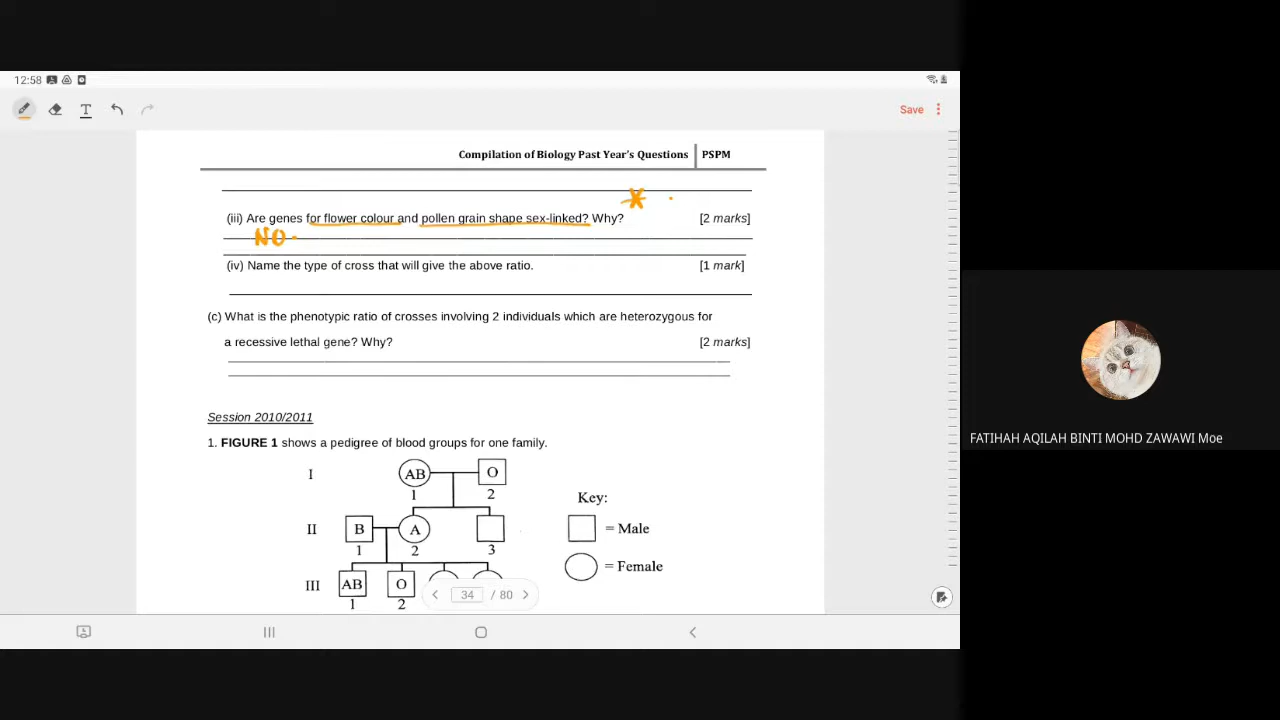 12:58
T
Save
Compilation of Biology Past Year's Questions PSPM
(iii) Are genes for flower colour and pollen grain shape sex-linked? Why? [2 marks]
NO.
(iv) Name the type of cross that will give the above ratio. [1 mark]
(c) What is the phenotypic ratio of crosses involving 2 individuals which are heterozygous for
a recessive lethal gene? Why? [2 marks]
FATIHAH AQILAH BINTI MOHD ZAWAWI Moe
Session 2010/2011
1. FIGURE 1 shows a pedigree of blood groups for one family.
I AB O
1 2
Key:
II B A = Male
1 2 3
= Female
III AB O
1 2
34 / 80